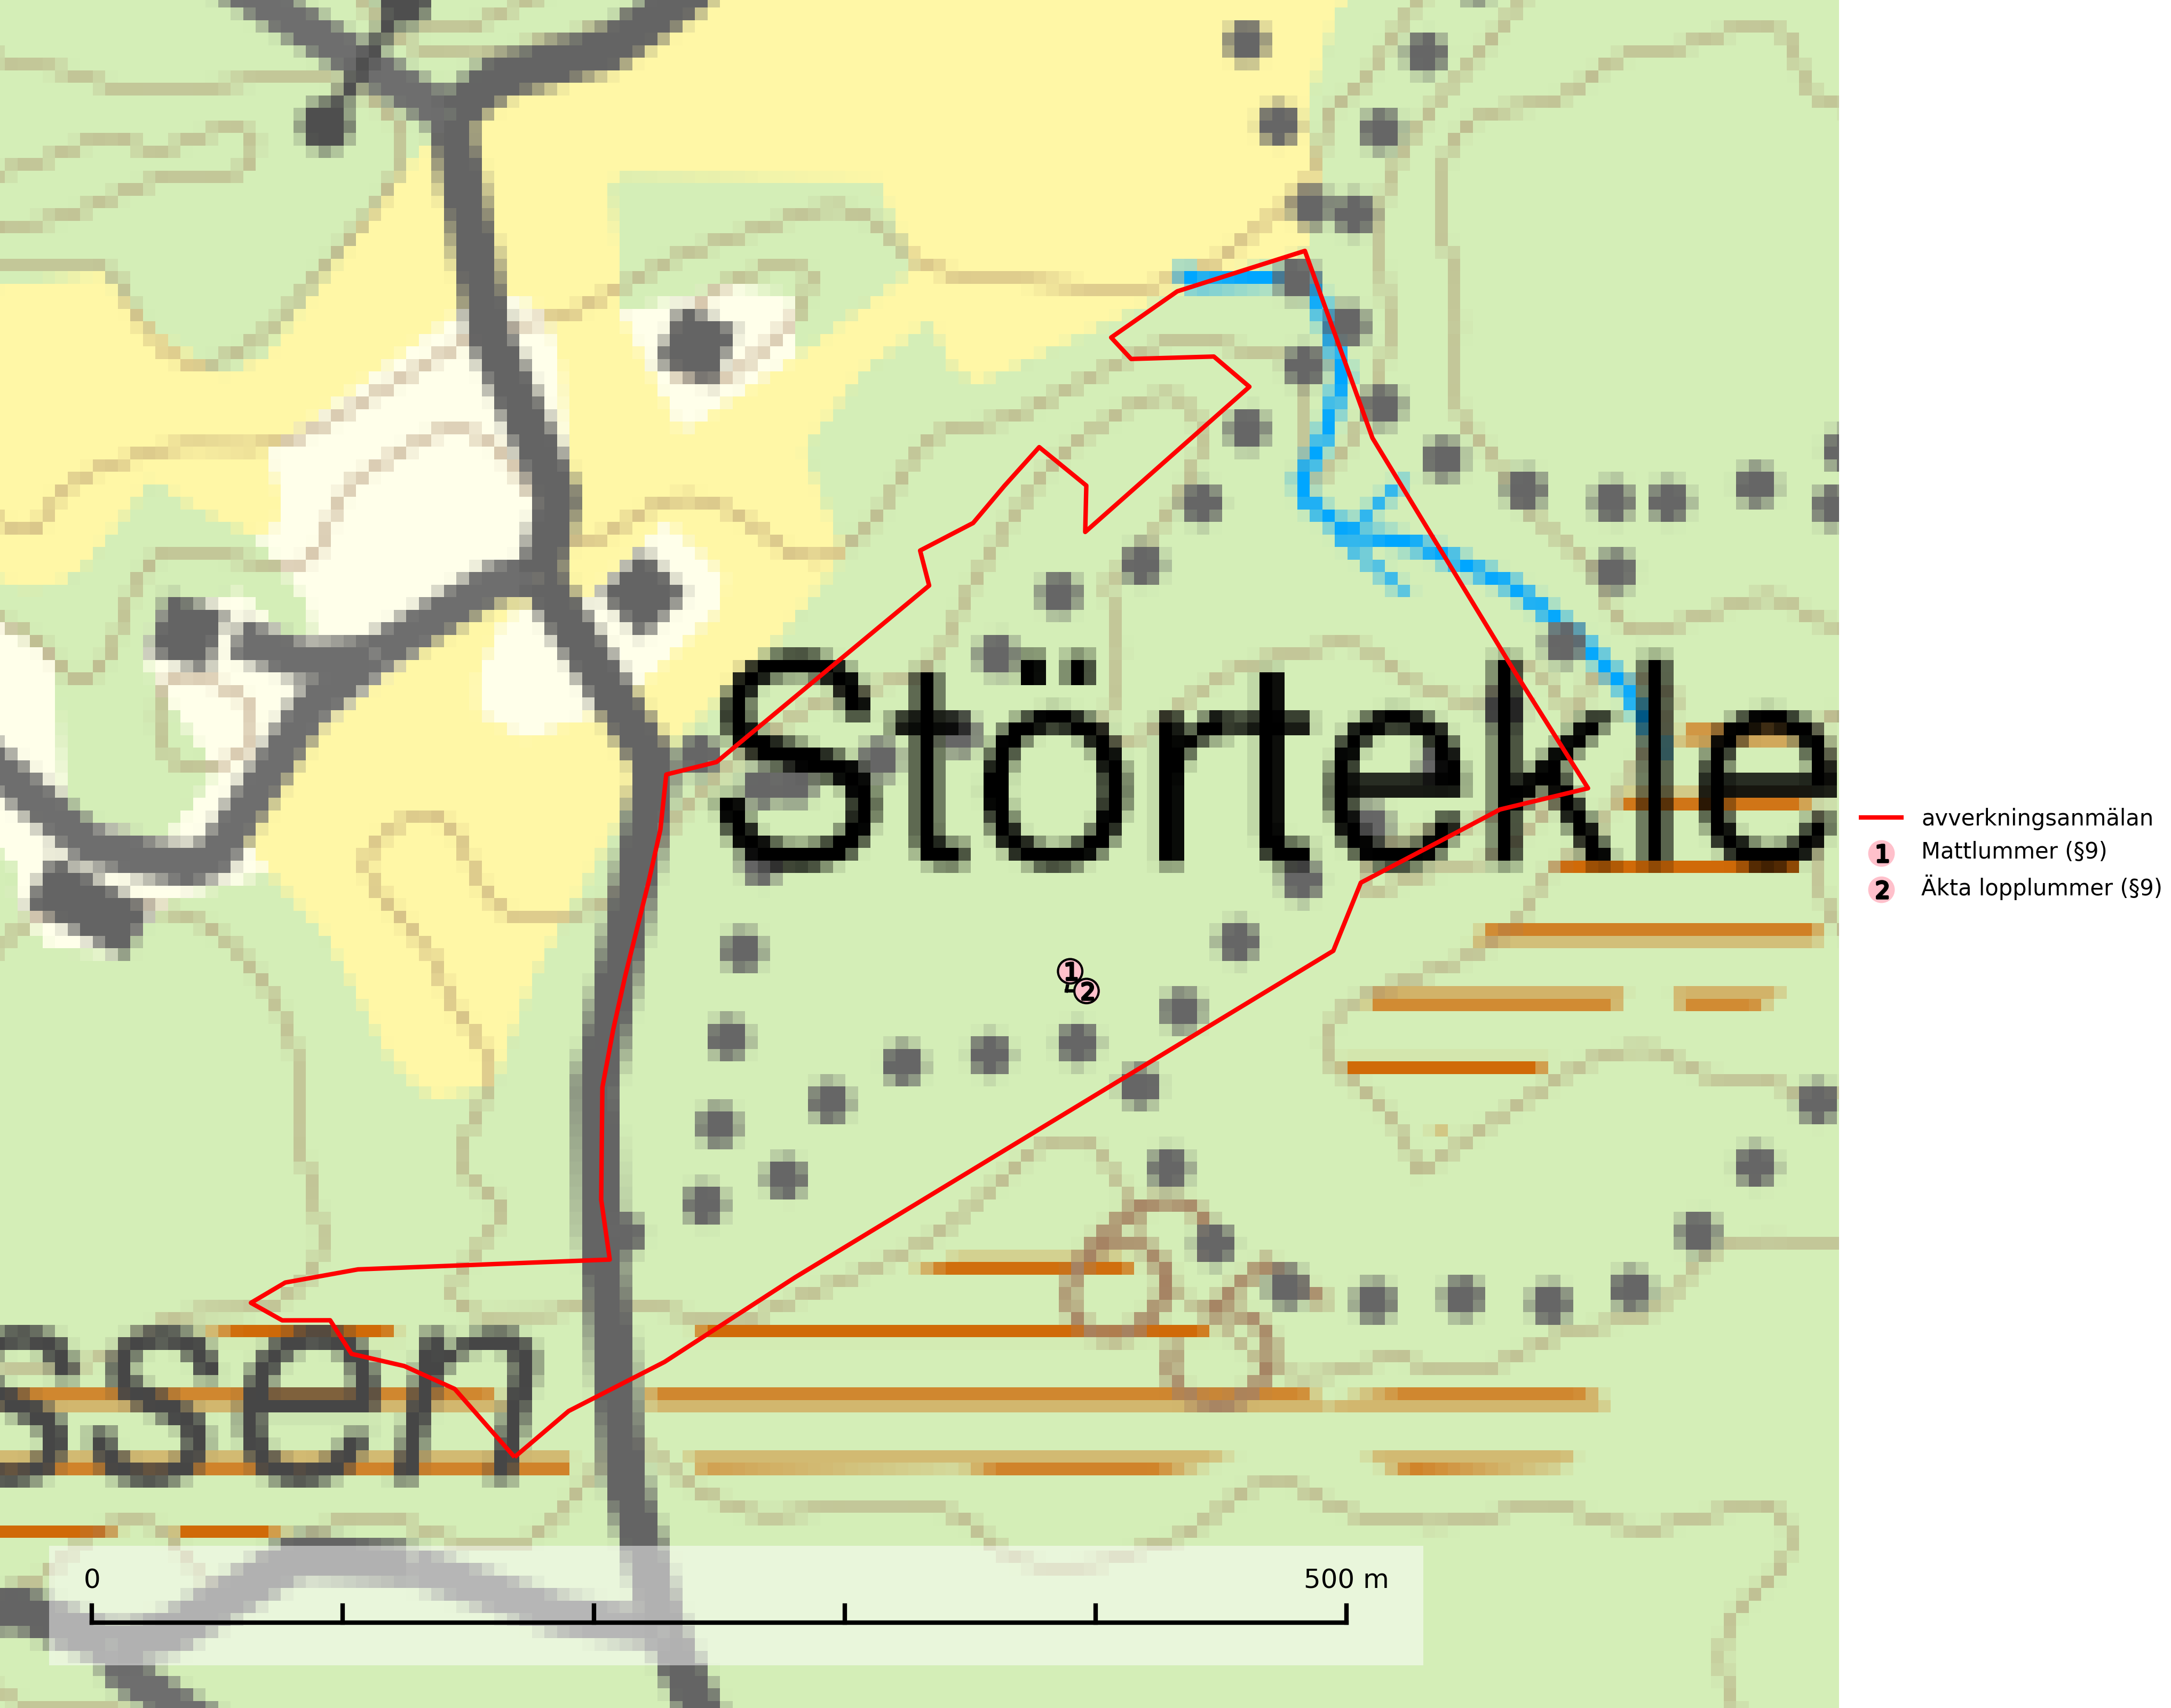 Störtekle
avverkningsanmälan
1 Mattlummer (§9)
2 Äkta lopplummer (§9)
1
2
ssen
0 500 m